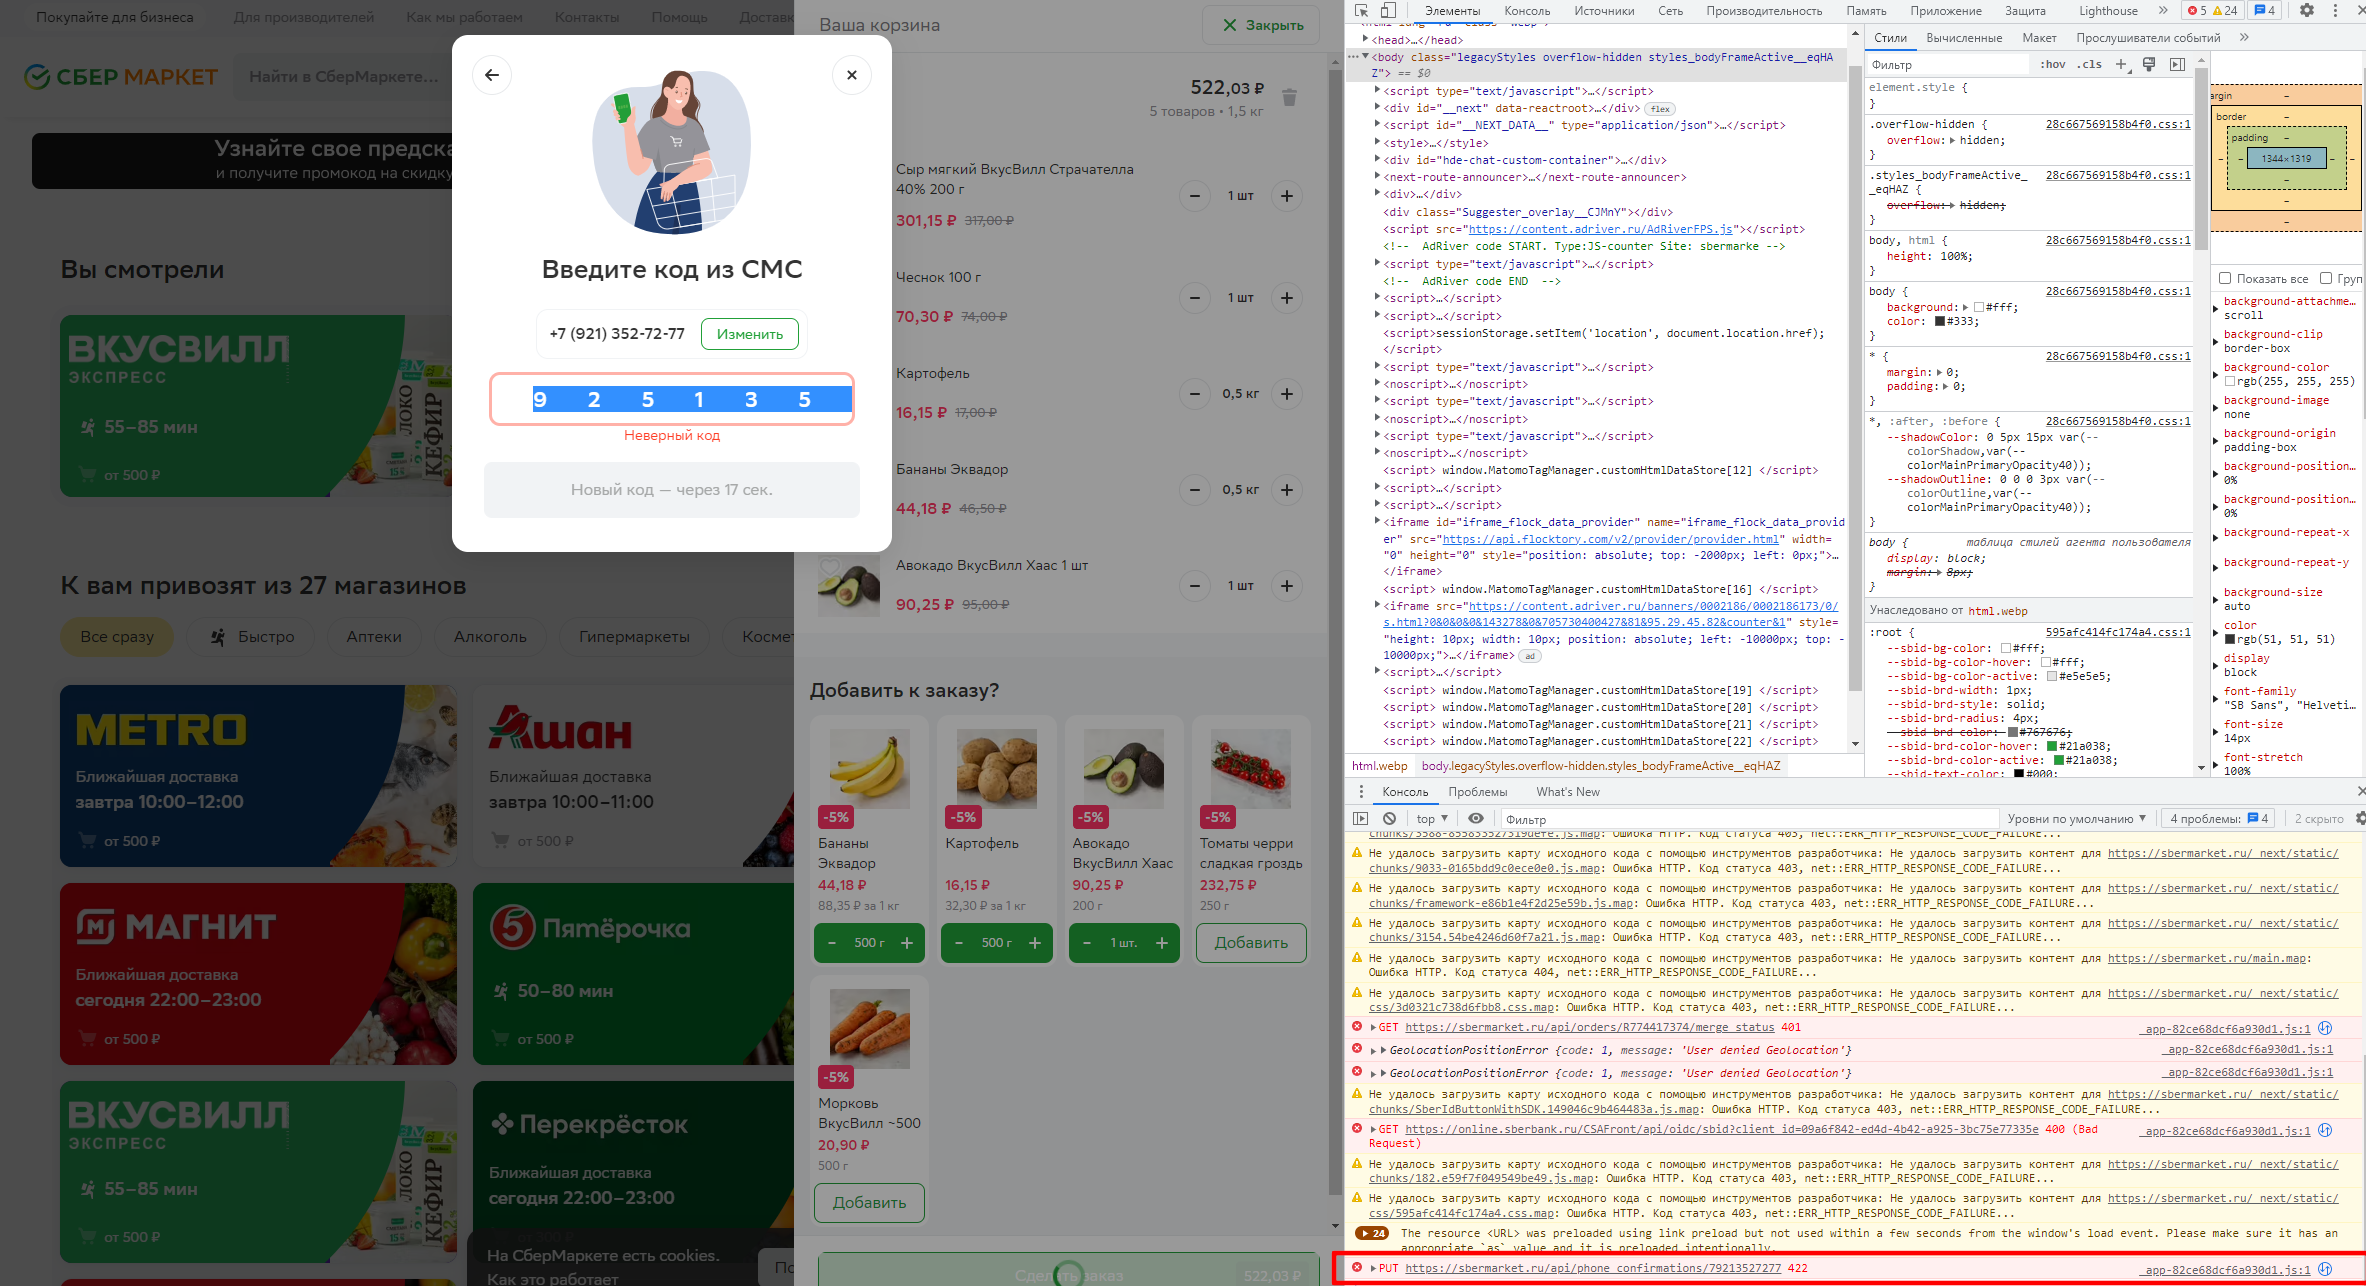 Покупайте для бизнеса
Для производителей
Как мы работаем
Контакты
Помощь
СБЕР МАРКЕТ
Найти в СберМаркете...
Узнайте свое предска
и получите промокод на скидку
Вы смотрели
ВКУСВИЛЛ
ЭКСПРЕСС
55–85 мин
от 500 ₽
К вам привозят из 27 магазинов
Все сразу
Быстро
Аптеки
Алкоголь
Гипермаркеты
METRO
Ближайшая доставка
завтра 10:00–12:00
от 500 ₽
Ашан
Ближайшая доставка
завтра 10:00–11:00
от 500 ₽
МАГНИТ
Ближайшая доставка
сегодня 22:00–23:00
от 500 ₽
Пятёрочка
50–80 мин
от 500 ₽
ВКУСВИЛЛ
ЭКСПРЕСС
55–85 мин
от 500 ₽
Перекрёсток
Ближайшая доставка
сегодня 22:00–23:00
На СберМаркете есть cookies.
Как это работает
Введите код из СМС
+7 (921) 352-72-77
Изменить
9 2 5 1 3 5
Неверный код
Новый код — через 17 сек.
Ваша корзина
Закрыть
522,03 ₽
5 товаров • 1,5 кг
Сыр мягкий ВкусВилл Страчателла
40% 200 г
301,15 ₽ 317,00 ₽
1 шт
Чеснок 100 г
70,30 ₽ 74,00 ₽
1 шт
Картофель
16,15 ₽ 17,00 ₽
0,5 кг
Бананы Эквадор
44,18 ₽ 46,50 ₽
0,5 кг
Авокадо ВкусВилл Хаас 1 шт
90,25 ₽ 95,00 ₽
1 шт
Добавить к заказу?
-5%
Бананы
Эквадор
44,18 ₽
88,35 ₽ за 1 кг
- 500 г +
-5%
Картофель
16,15 ₽
32,30 ₽ за 1 кг
- 500 г +
-5%
Авокадо
ВкусВилл Хаас
90,25 ₽
200 г
- 1 шт. +
-5%
Томаты черри
сладкая гроздь
232,75 ₽
250 г
Добавить
-5%
Морковь
ВкусВилл ~500
20,90 ₽
500 г
Добавить
Сделать заказ
522,03 ₽
Элементы Консоль Источники Сеть Производительность Память Приложение Защита Lighthouse » 5 24 4
<head>…</head>
<body class="legacyStyles overflow-hidden styles_bodyFrameActive__eqHA
Z"> == $0
<script type="text/javascript">…</script>
<div id="__next" data-reactroot>…</div> flex
<script id="__NEXT_DATA__" type="application/json">…</script>
<style>…</style>
<div id="hde-chat-custom-container">…</div>
<next-route-announcer>…</next-route-announcer>
<div>…</div>
<div class="Suggester_overlay__CJMnY"></div>
<script src="https://content.adriver.ru/AdRiverFPS.js"></script>
<!-- AdRiver code START. Type:JS-counter Site: sbermarke -->
<script type="text/javascript">…</script>
<!-- AdRiver code END -->
<script>…</script>
<script>…</script>
<script>sessionStorage.setItem('location', document.location.href);
</script>
<script type="text/javascript">…</script>
<noscript>…</noscript>
<script type="text/javascript">…</script>
<noscript>…</noscript>
<script type="text/javascript">…</script>
<noscript>…</noscript>
<script> window.MatomoTagManager.customHtmlDataStore[12] </script>
<script>…</script>
<script>…</script>
<iframe id="iframe_flock_data_provider" name="iframe_flock_data_provid
er" src="https://api.flocktory.com/v2/provider/provider.html" width=
"0" height="0" style="position: absolute; top: -2000px; left: 0px;">…
</iframe>
<script> window.MatomoTagManager.customHtmlDataStore[16] </script>
<iframe src="https://content.adriver.ru/banners/0002186/0002186173/0/
s.html?0&0&0&0&143278&0&705730400427&81&95.29.45.82&counter&1" style=
"height: 10px; width: 10px; position: absolute; left: -10000px; top: -
10000px;">…</iframe> ad
<script>…</script>
<script> window.MatomoTagManager.customHtmlDataStore[19] </script>
<script> window.MatomoTagManager.customHtmlDataStore[20] </script>
<script> window.MatomoTagManager.customHtmlDataStore[21] </script>
<script> window.MatomoTagManager.customHtmlDataStore[22] </script>
html.webp body.legacyStyles.overflow-hidden.styles_bodyFrameActive__eqHAZ
Стили Вычисленные Макет Прослушиватели событий »
Фильтр :hov .cls
element.style {
}
.overflow-hidden { 28c667569158b4f0.css:1
overflow: hidden;
}
.styles_bodyFrameActive_ 28c667569158b4f0.css:1
_eqHAZ {
overflow: hidden;
}
body, html { 28c667569158b4f0.css:1
height: 100%;
}
body { 28c667569158b4f0.css:1
background: #fff;
color: #333;
}
* { 28c667569158b4f0.css:1
margin: 0;
padding: 0;
}
*, :after, :before { 28c667569158b4f0.css:1
--shadowColor: 0 5px 15px var(--
colorShadow,var(--
colorMainPrimaryOpacity40));
--shadowOutline: 0 0 0 3px var(--
colorOutline,var(--
colorMainPrimaryOpacity40));
}
body { таблица стилей агента пользователя
display: block;
margin: 8px;
}
Унаследовано от html.webp
:root { 595afc414fc174a4.css:1
--sbid-bg-color: #fff;
--sbid-bg-color-hover: #fff;
--sbid-bg-color-active: #e5e5e5;
--sbid-brd-width: 1px;
--sbid-brd-style: solid;
--sbid-brd-radius: 4px;
--sbid-brd-color: #767676;
--sbid-brd-color-hover: #21a038;
--sbid-brd-color-active: #21a038;
--sbid-text-color: #000;
border
padding
1344×1319
Показать все
background-attachme…
scroll
background-clip
border-box
background-color
rgb(255, 255, 255)
background-image
none
background-origin
padding-box
background-position…
0%
background-position…
0%
background-repeat-x
background-repeat-y
background-size
auto
color
rgb(51, 51, 51)
display
block
font-family
"SB Sans", "Helveti…
font-size
14px
font-stretch
100%
Консоль Проблемы What's New
top Фильтр Уровни по умолчанию 4 проблемы: 4 2 скрыто
Не удалось загрузить карту исходного кода с помощью инструментов разработчика: Не удалось загрузить контент для https://sbermarket.ru/_next/static/
chunks/9033-0165bdd9c0ece0e0.js.map: Ошибка HTTP. Код статуса 403, net::ERR_HTTP_RESPONSE_CODE_FAILURE...
Не удалось загрузить карту исходного кода с помощью инструментов разработчика: Не удалось загрузить контент для https://sbermarket.ru/_next/static/
chunks/framework-e86b1e4f2d25e59b.js.map: Ошибка HTTP. Код статуса 403, net::ERR_HTTP_RESPONSE_CODE_FAILURE...
Не удалось загрузить карту исходного кода с помощью инструментов разработчика: Не удалось загрузить контент для https://sbermarket.ru/_next/static/
chunks/3154.54be4246d60f7a21.js.map: Ошибка HTTP. Код статуса 403, net::ERR_HTTP_RESPONSE_CODE_FAILURE...
Не удалось загрузить карту исходного кода с помощью инструментов разработчика: Не удалось загрузить контент для https://sbermarket.ru/main.map:
Ошибка HTTP. Код статуса 404, net::ERR_HTTP_RESPONSE_CODE_FAILURE...
Не удалось загрузить карту исходного кода с помощью инструментов разработчика: Не удалось загрузить контент для https://sbermarket.ru/_next/static/
css/3d0321c738d6fbb8.css.map: Ошибка HTTP. Код статуса 403, net::ERR_HTTP_RESPONSE_CODE_FAILURE...
GET https://sbermarket.ru/api/orders/R774417374/merge_status 401 _app-82ce68dcf6a930d1.js:1
GeolocationPositionError {code: 1, message: 'User denied Geolocation'} _app-82ce68dcf6a930d1.js:1
GeolocationPositionError {code: 1, message: 'User denied Geolocation'} _app-82ce68dcf6a930d1.js:1
Не удалось загрузить карту исходного кода с помощью инструментов разработчика: Не удалось загрузить контент для https://sbermarket.ru/_next/static/
chunks/SberIdButtonWithSDK.149046c9b464483a.js.map: Ошибка HTTP. Код статуса 403, net::ERR_HTTP_RESPONSE_CODE_FAILURE...
GET https://online.sberbank.ru/CSAFront/api/oidc/sbid?client_id=09a6f842-ed4d-4b42-a925-3bc75e77335e 400 (Bad _app-82ce68dcf6a930d1.js:1
Request)
Не удалось загрузить карту исходного кода с помощью инструментов разработчика: Не удалось загрузить контент для https://sbermarket.ru/_next/static/
chunks/182.e59f7f049549be49.js.map: Ошибка HTTP. Код статуса 403, net::ERR_HTTP_RESPONSE_CODE_FAILURE...
Не удалось загрузить карту исходного кода с помощью инструментов разработчика: Не удалось загрузить контент для https://sbermarket.ru/_next/static/
css/595afc414fc174a4.css.map: Ошибка HTTP. Код статуса 403, net::ERR_HTTP_RESPONSE_CODE_FAILURE...
24 The resource <URL> was preloaded using link preload but not used within a few seconds from the window's load event. Please make sure it has an
appropriate `as` value and it is preloaded intentionally.
PUT https://sbermarket.ru/api/phone_confirmations/79213527277 422 _app-82ce68dcf6a930d1.js:1